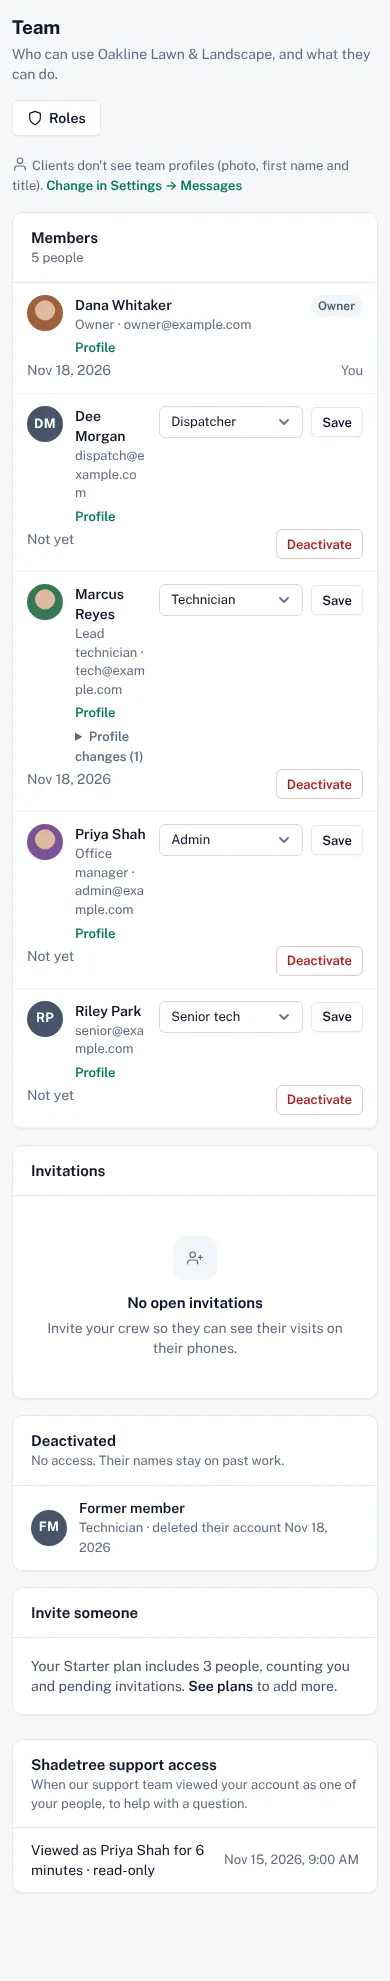 Team
Who can use Oakline Lawn & Landscape, and what they
can do.
Roles
Clients don't see team profiles (photo, first name and
title). Change in Settings → Messages
Members
5 people
Dana Whitaker
Owner
Owner · owner@example.com
Profile
Nov 18, 2026
You
DM
Dee
Morgan
Dispatcher
Save
dispatch@e
xample.co
m
Profile
Not yet
Deactivate
Marcus
Reyes
Technician
Save
Lead
technician ·
tech@exam
ple.com
Profile
▶ Profile
changes (1)
Nov 18, 2026
Deactivate
Priya Shah
Admin
Save
Office
manager ·
admin@exa
mple.com
Profile
Not yet
Deactivate
RP
Riley Park
Senior tech
Save
senior@exa
mple.com
Profile
Not yet
Deactivate
Invitations
No open invitations
Invite your crew so they can see their visits on
their phones.
Deactivated
No access. Their names stay on past work.
FM
Former member
Technician · deleted their account Nov 18,
2026
Invite someone
Your Starter plan includes 3 people, counting you
and pending invitations. See plans to add more.
Shadetree support access
When our support team viewed your account as one of
your people, to help with a question.
Viewed as Priya Shah for 6
minutes · read-only
Nov 15, 2026, 9:00 AM